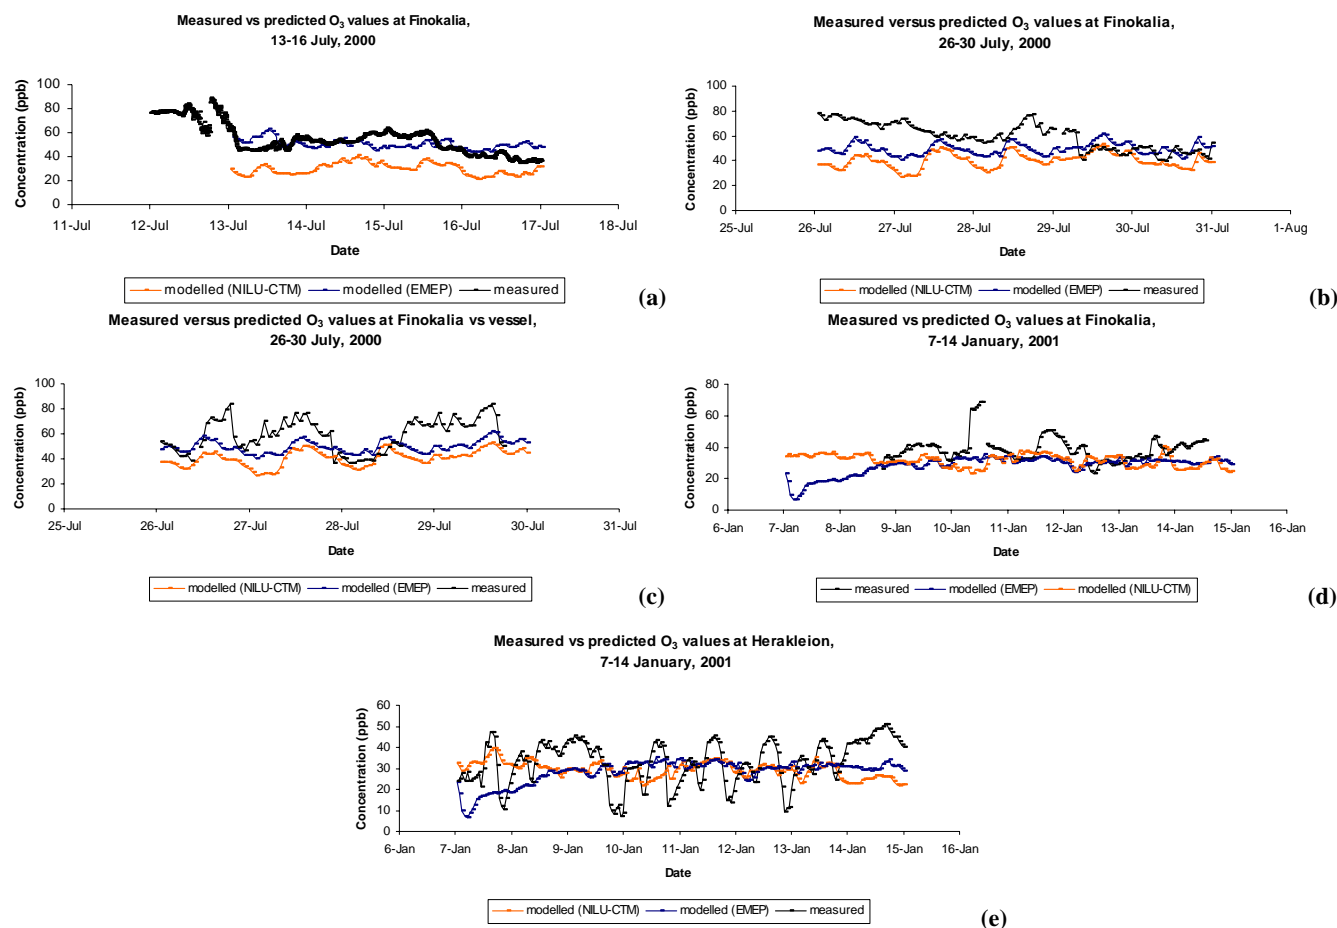 Measured vs predicted O3 values at Finokalia,
13-16 July, 2000
Concentration (ppb)
100
80
60
40
20
0
11-Jul 12-Jul 13-Jul 14-Jul 15-Jul 16-Jul 17-Jul 18-Jul
Date
modelled (NILU-CTM) modelled (EMEP) measured
(a)
Measured versus predicted O3 values at Finokalia,
26-30 July, 2000
Concentration (ppb)
100
80
60
40
20
0
25-Jul 26-Jul 27-Jul 28-Jul 29-Jul 30-Jul 31-Jul 1-Aug
Date
modelled (NILU-CTM) modelled (EMEP) measured
(b)
Measured versus predicted O3 values at Finokalia vs vessel,
26-30 July, 2000
Concentration (ppb)
100
80
60
40
20
0
25-Jul 26-Jul 27-Jul 28-Jul 29-Jul 30-Jul 31-Jul
Date
modelled (NILU-CTM) modelled (EMEP) measured
(c)
Measured vs predicted O3 values at Finokalia,
7-14 January, 2001
Concentration (ppb)
80
60
40
20
0
6-Jan 7-Jan 8-Jan 9-Jan 10-Jan 11-Jan 12-Jan 13-Jan 14-Jan 15-Jan 16-Jan
Date
measured modelled (EMEP) modelled (NILU-CTM)
(d)
Measured vs predicted O3 values at Herakleion,
7-14 January, 2001
Concentration (ppb)
60
50
40
30
20
10
0
6-Jan 7-Jan 8-Jan 9-Jan 10-Jan 11-Jan 12-Jan 13-Jan 14-Jan 15-Jan 16-Jan
Date
modelled (NILU-CTM) modelled (EMEP) measured
(e)